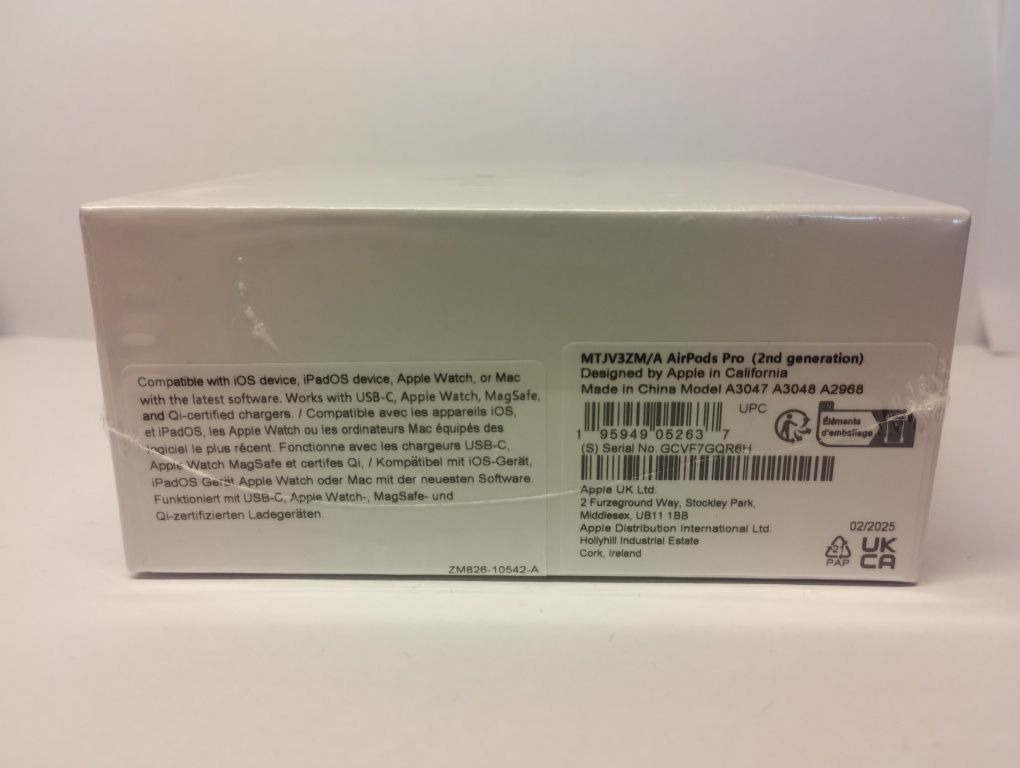 Compatible with iOS device, iPadOS device, Apple Watch, or Mac
with the latest software. Works with USB-C, Apple Watch, MagSafe,
and Qi-certified chargers. / Compatible avec les appareils iOS,
et iPadOS, les Apple Watch ou les ordinateurs Mac équipés des
logiciel le plus récent. Fonctionne avec les chargeurs USB-C,
Apple Watch MagSafe et certifes Qi, / Kompätibel mit iOS-Gerät,
iPadOS Gerät Apple Watch oder Mac mit der neuesten Software.
Funktioniert mit USB-C, Apple Watch-, MagSafe- und
Qi-zertifizierten Ladegeräten.
ZM826-10542-A
MTJV3ZM/A AirPods Pro (2nd generation)
Designed by Apple in California
Made in China Model A3047 A3048 A2968
UPC
1 95949 05263 7
(S) Serial No. GCVF7GQR6H
Éléments
d'emballage
Apple UK Ltd.
2 Furzeground Way, Stockley Park,
Middlesex, UB11 1BB
Apple Distribution International Ltd.
Hollyhill Industrial Estate
Cork, Ireland
02/2025
21
PAP
UK
CA